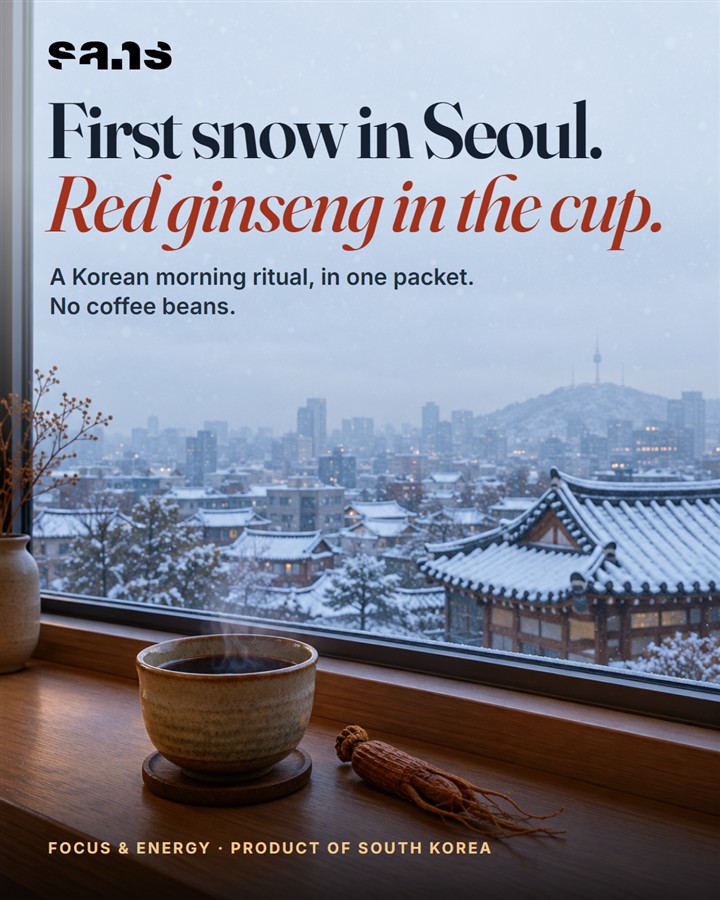 sans
First snow in Seoul.
Red ginseng in the cup.
A Korean morning ritual, in one packet.
No coffee beans.
FOCUS & ENERGY · PRODUCT OF SOUTH KOREA